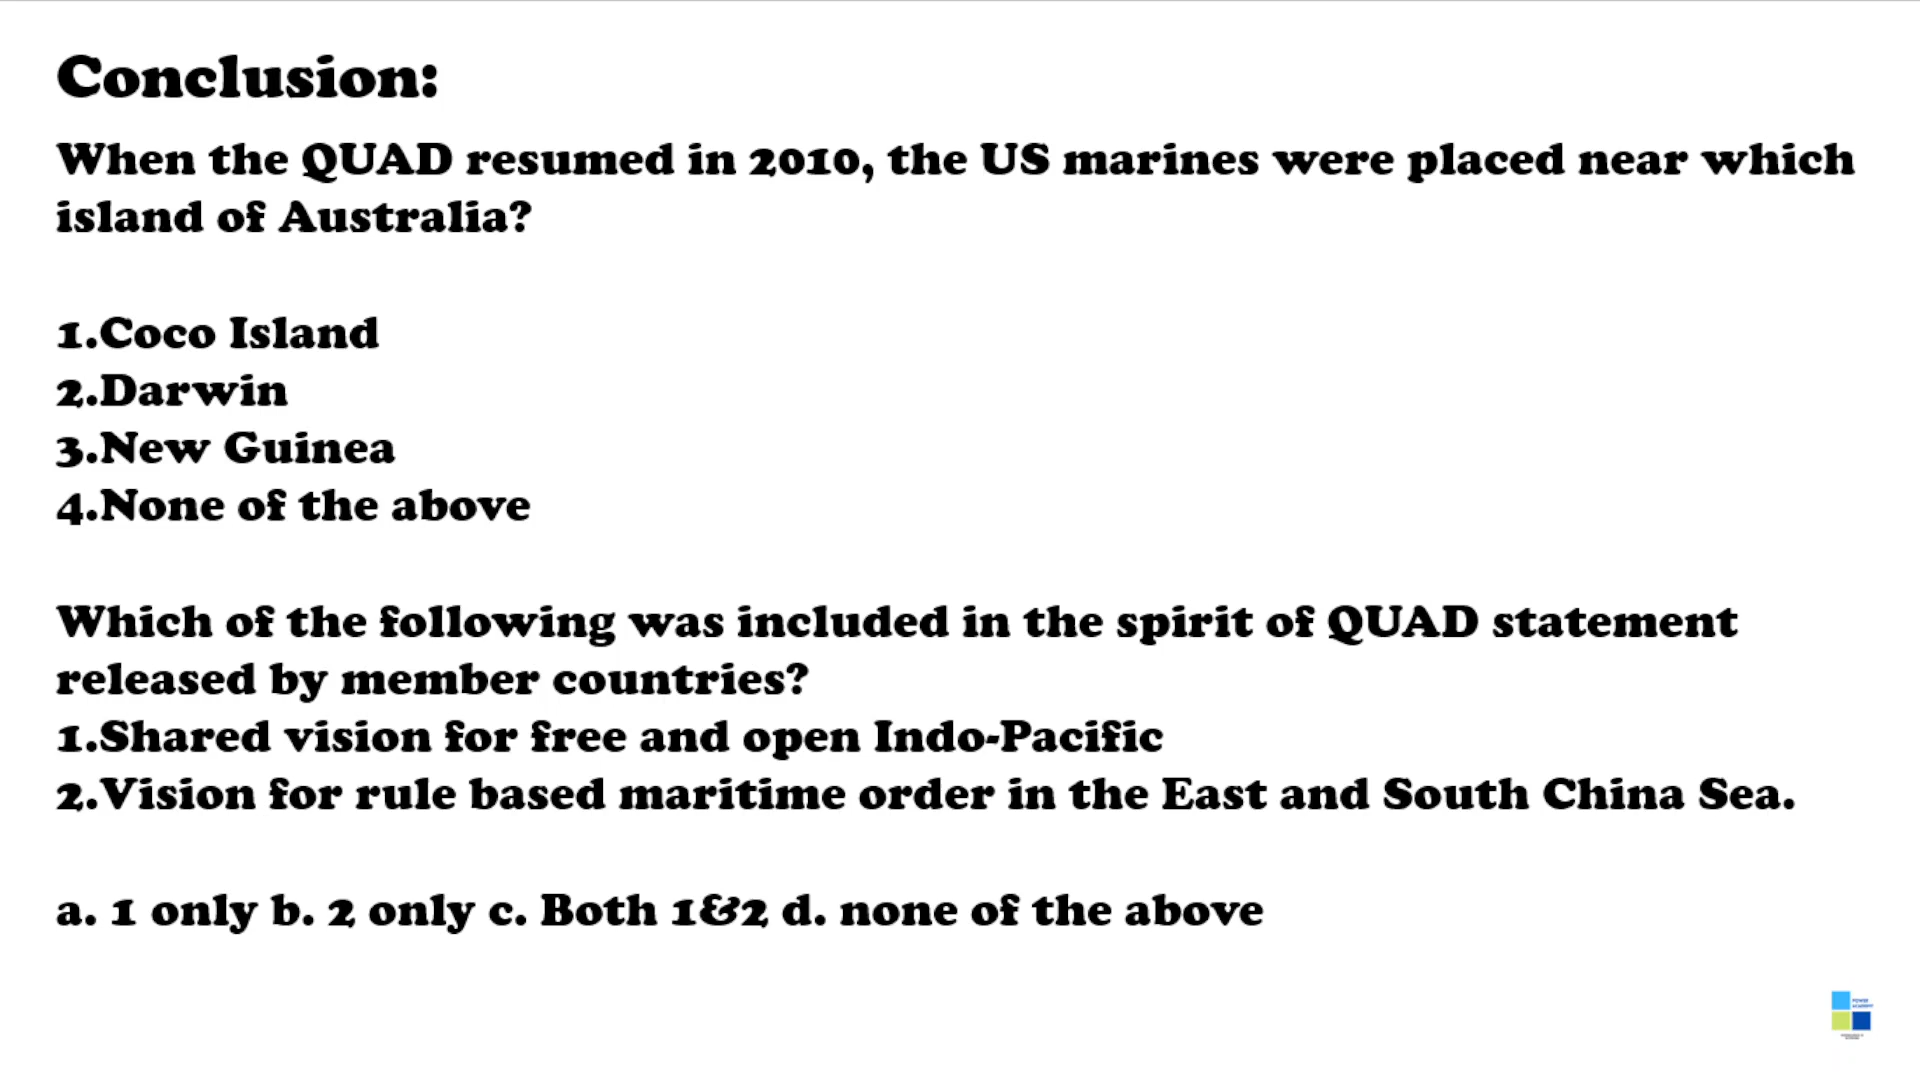 Conclusion:
When the QUAD resumed in 2010, the US marines were placed near which
island of Australia?
1.Coco Island
2.Darwin
3.New Guinea
4.None of the above
Which of the following was included in the spirit of QUAD statement
released by member countries?
1.Shared vision for free and open Indo-Pacific
2.Vision for rule based maritime order in the East and South China Sea.
a. 1 only b. 2 only c. Both 1&2 d. none of the above